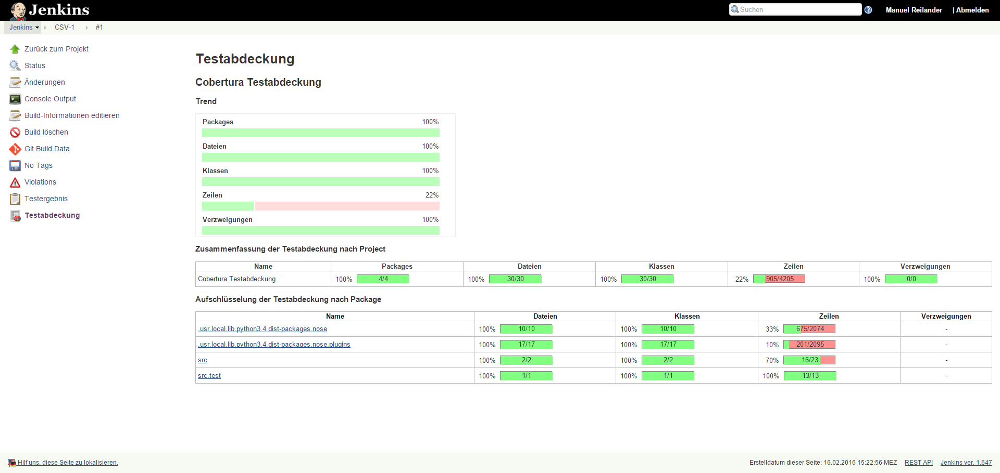 Jenkins
Suchen
Manuel Reiländer | Abmelden
Jenkins CSV-1 #1
Zurück zum Projekt
Status
Änderungen
Console Output
Build-Informationen editieren
Build löschen
Git Build Data
No Tags
Violations
Testergebnis
Testabdeckung
Testabdeckung
Cobertura Testabdeckung
Trend
Packages 100%
Dateien 100%
Klassen 100%
Zeilen 22%
Verzweigungen 100%
Zusammenfassung der Testabdeckung nach Project
Name Packages Dateien Klassen Zeilen Verzweigungen
Cobertura Testabdeckung 100% 4/4 100% 30/30 100% 30/30 22% 905/4205 100% 0/0
Aufschlüsselung der Testabdeckung nach Package
Name Dateien Klassen Zeilen Verzweigungen
.usr.local.lib.python3.4.dist-packages.nose 100% 10/10 100% 10/10 33% 675/2074 -
.usr.local.lib.python3.4.dist-packages.nose.plugins 100% 17/17 100% 17/17 10% 201/2095 -
src 100% 2/2 100% 2/2 70% 16/23 -
src.test 100% 1/1 100% 1/1 100% 13/13 -
Hilf uns, diese Seite zu lokalisieren. Erstelldatum dieser Seite: 16.02.2016 15:22:56 MEZ REST API Jenkins ver. 1.647